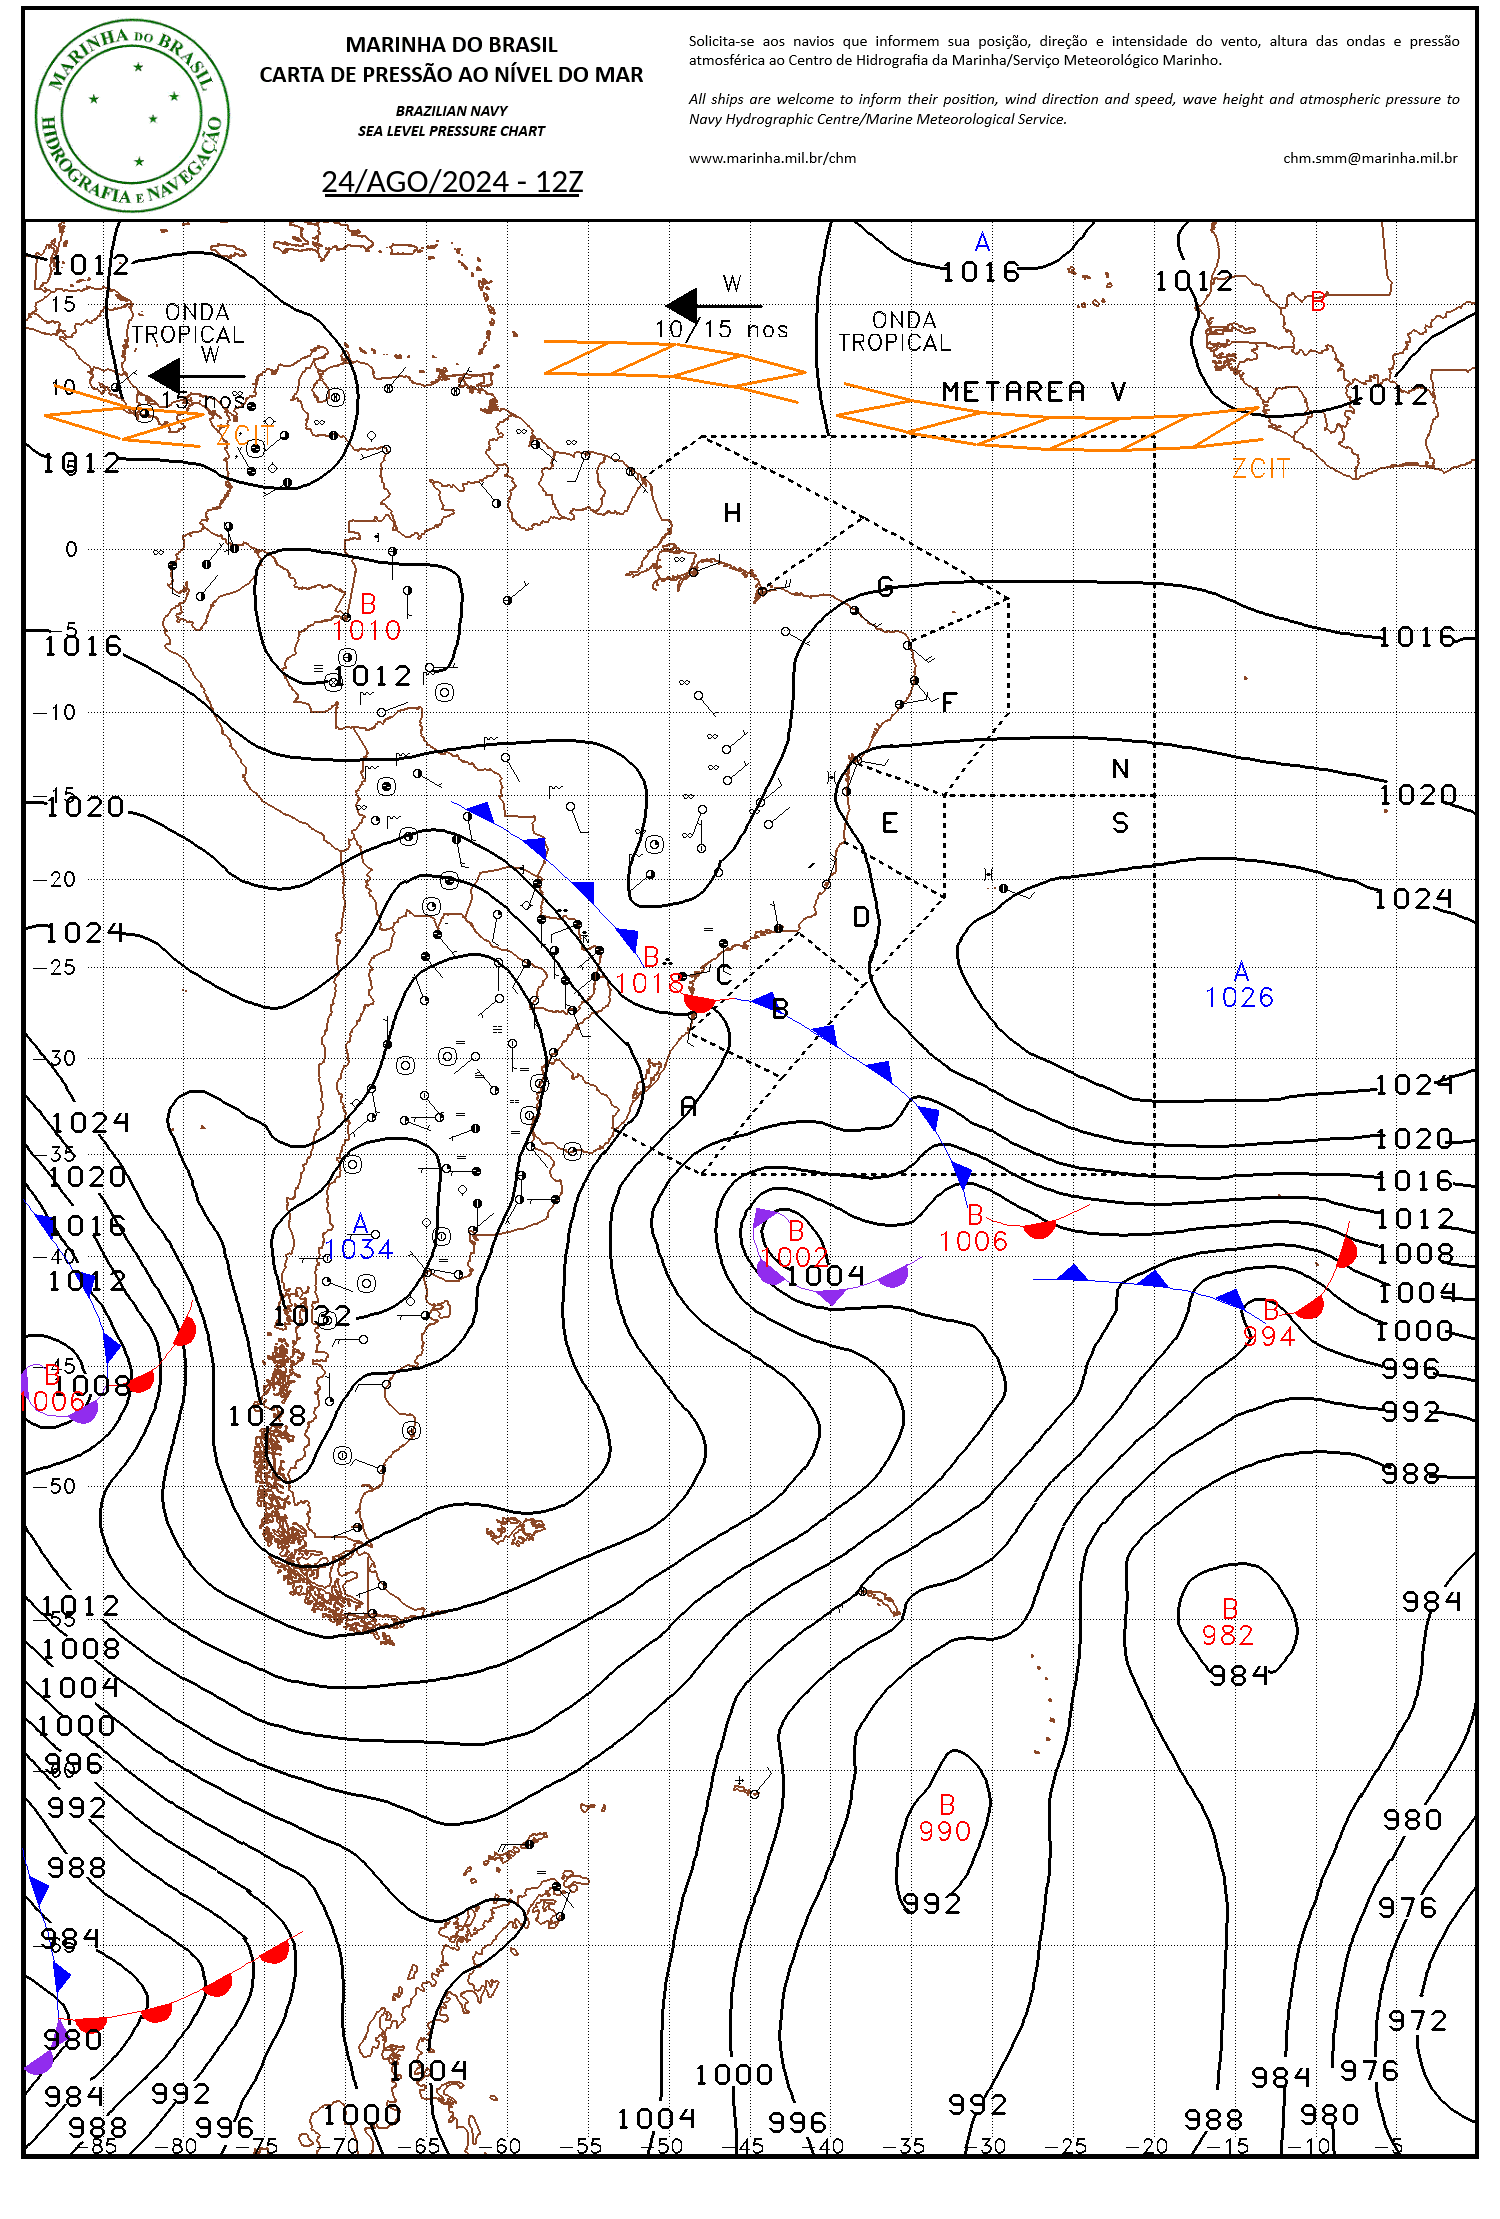 MARINHA DO BRASIL
HIDROGRAFIA E NAVEGAÇÃO
MARINHA DO BRASIL
CARTA DE PRESSÃO AO NÍVEL DO MAR
BRAZILIAN NAVY
SEA LEVEL PRESSURE CHART
24/AGO/2024 - 12Z
Solicita-se aos navios que informem sua posição, direção e intensidade do vento, altura das ondas e pressão
atmosférica ao Centro de Hidrografia da Marinha/Serviço Meteorológico Marinho.
All ships are welcome to inform their position, wind direction and speed, wave height and atmospheric pressure to
Navy Hydrographic Centre/Marine Meteorological Service.
www.marinha.mil.br/chm chm.smm@marinha.mil.br
A
1012 1016 1012
W B
15 ONDA
TROPICAL
W
10/15 nos
ONDA
TROPICAL
10 15 nos METAREA V 1012
ZCIT
1012 5 ZCIT
H
0
G
B
1010
-5
1016 1016
1012
F
-10
N
1020 -15 1020
E S
-20 1024
1024 D
B
1018
C
A
1026
-25
B
-30
1024
A
1024
-35 1020
1020 1016
1016 A
1034
B
1002
B
1006
1012
-40 1008
1012 1004 1004
1032 B
994
1000
-45 996
B
1006
1008
1028 992
988
-50
1012 -55 B
982
984
1008 984
1004
1000
996 -60
992 B
990
980
988 992 976
984 -65
980 972
1004 1000 984 976
984 992 1000 1004 996 992 988 980
988 996
-85 -80 -75 -70 -65 -60 -55 -50 -45 -40 -35 -30 -25 -20 -15 -10 -5